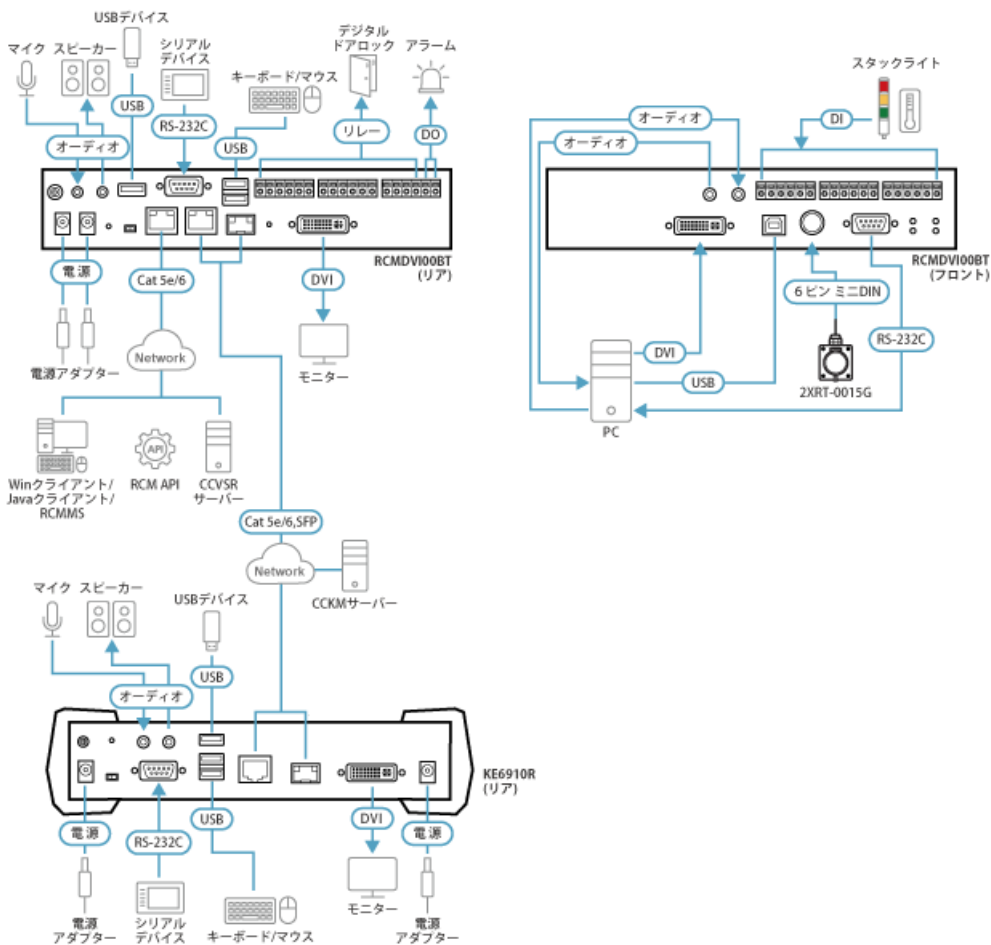 USBデバイス
マイク
スピーカー
シリアル
デバイス
キーボード/マウス
デジタル
ドアロック
アラーム
USB
RS-232C
オーディオ
USB
リレー
DO
電源
Cat 5e/6
DVI
RCMDVI00BT
(リア)
Network
電源アダプター
モニター
Winクライアント/
Javaクライアント/
RCMMS
API
RCM API
CCVSR
サーバー
Cat 5e/6,SFP
Network
CCKMサーバー
スタックライト
オーディオ
DI
オーディオ
RCMDVI00BT
(フロント)
6 ピン ミニDIN
DVI
RS-232C
USB
2XRT-0015G
PC
マイク
スピーカー
USBデバイス
USB
オーディオ
KE6910R
(リア)
電源
RS-232C
USB
DVI
電源
電源
アダプター
シリアル
デバイス
キーボード/マウス
モニター
電源
アダプター